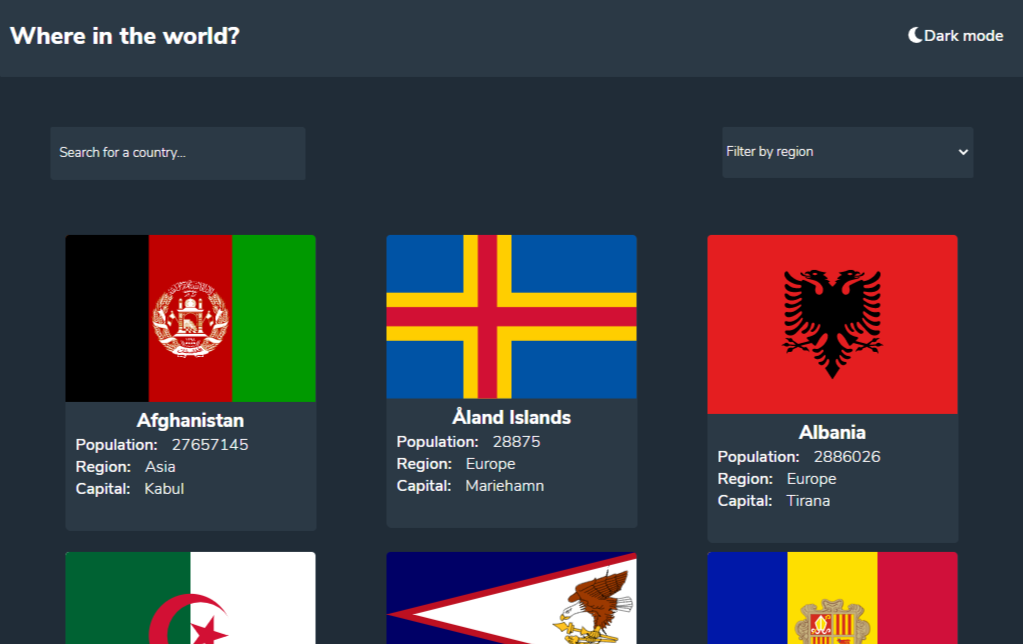 Where in the world?
Dark mode
Search for a country...
Filter by region
Afghanistan
Population: 27657145
Region: Asia
Capital: Kabul
Åland Islands
Population: 28875
Region: Europe
Capital: Mariehamn
Albania
Population: 2886026
Region: Europe
Capital: Tirana